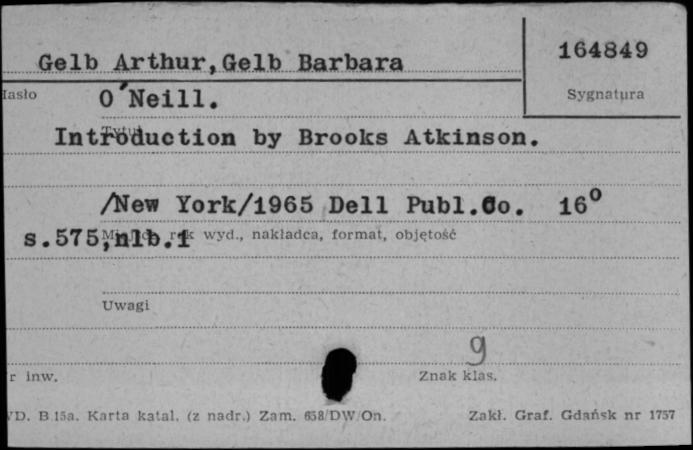 Gelb Arthur,Gelb Barbara
164849
Hasło
Sygnatura
O'Neill.
Tytuł
Introduction by Brooks Atkinson.
/New York/1965 Dell Publ.Co. 16⁰
s.575,nlb.1
Miejsce, rok wyd., nakładca, format, objętość
Uwagi
9
r inw.
Znak klas.
WD. B 15a. Karta katal. (z nadr.) Zam. 658/DW/On.
Zakł. Graf. Gdańsk nr 1757